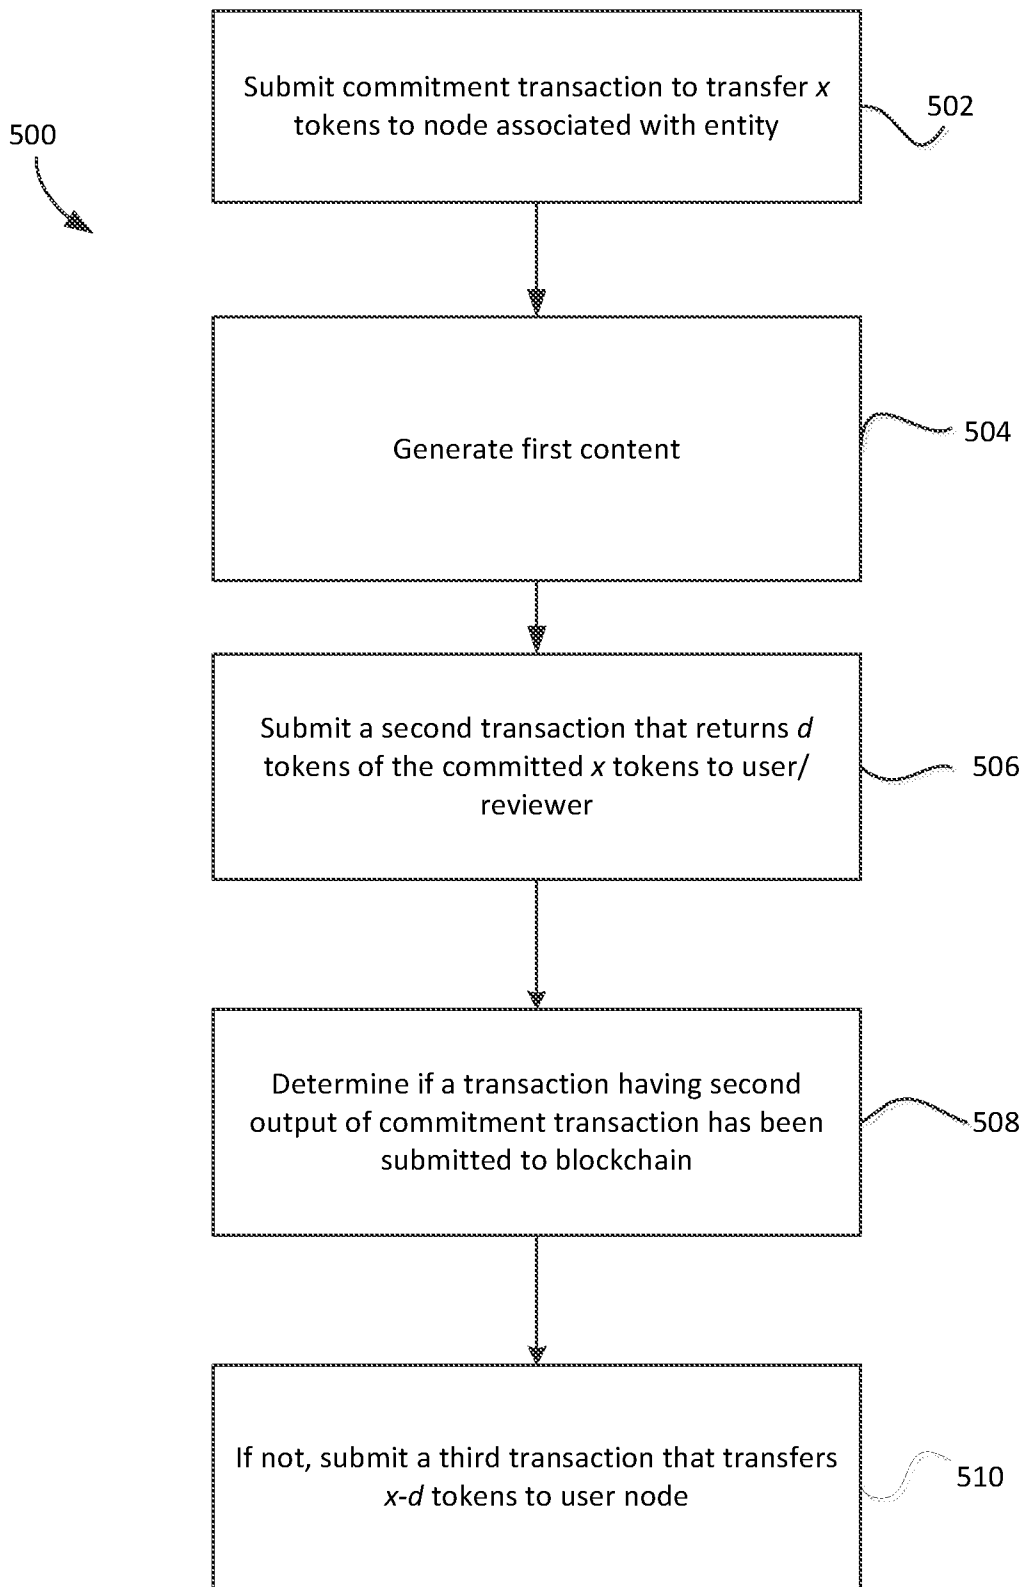 500
Submit commitment transaction to transfer x
tokens to node associated with entity
502
Generate first content
504
Submit a second transaction that returns d
tokens of the committed x tokens to user/
reviewer
506
Determine if a transaction having second
output of commitment transaction has been
submitted to blockchain
508
If not, submit a third transaction that transfers
x-d tokens to user node
510